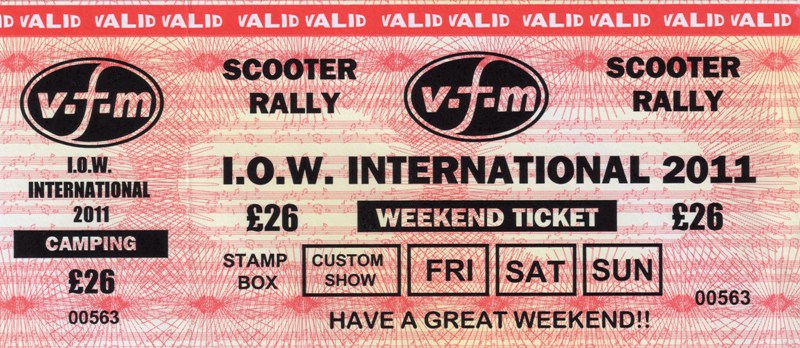 VALID VALID VALID VALID VALID VALID VALID VALID VALID
v.f.m
I.O.W.
INTERNATIONAL
2011
CAMPING
£26
00563
SCOOTER
RALLY
v.f.m
SCOOTER
RALLY
I.O.W. INTERNATIONAL 2011
£26 WEEKEND TICKET £26
STAMP
BOX
CUSTOM
SHOW
FRI SAT SUN
00563
HAVE A GREAT WEEKEND!!